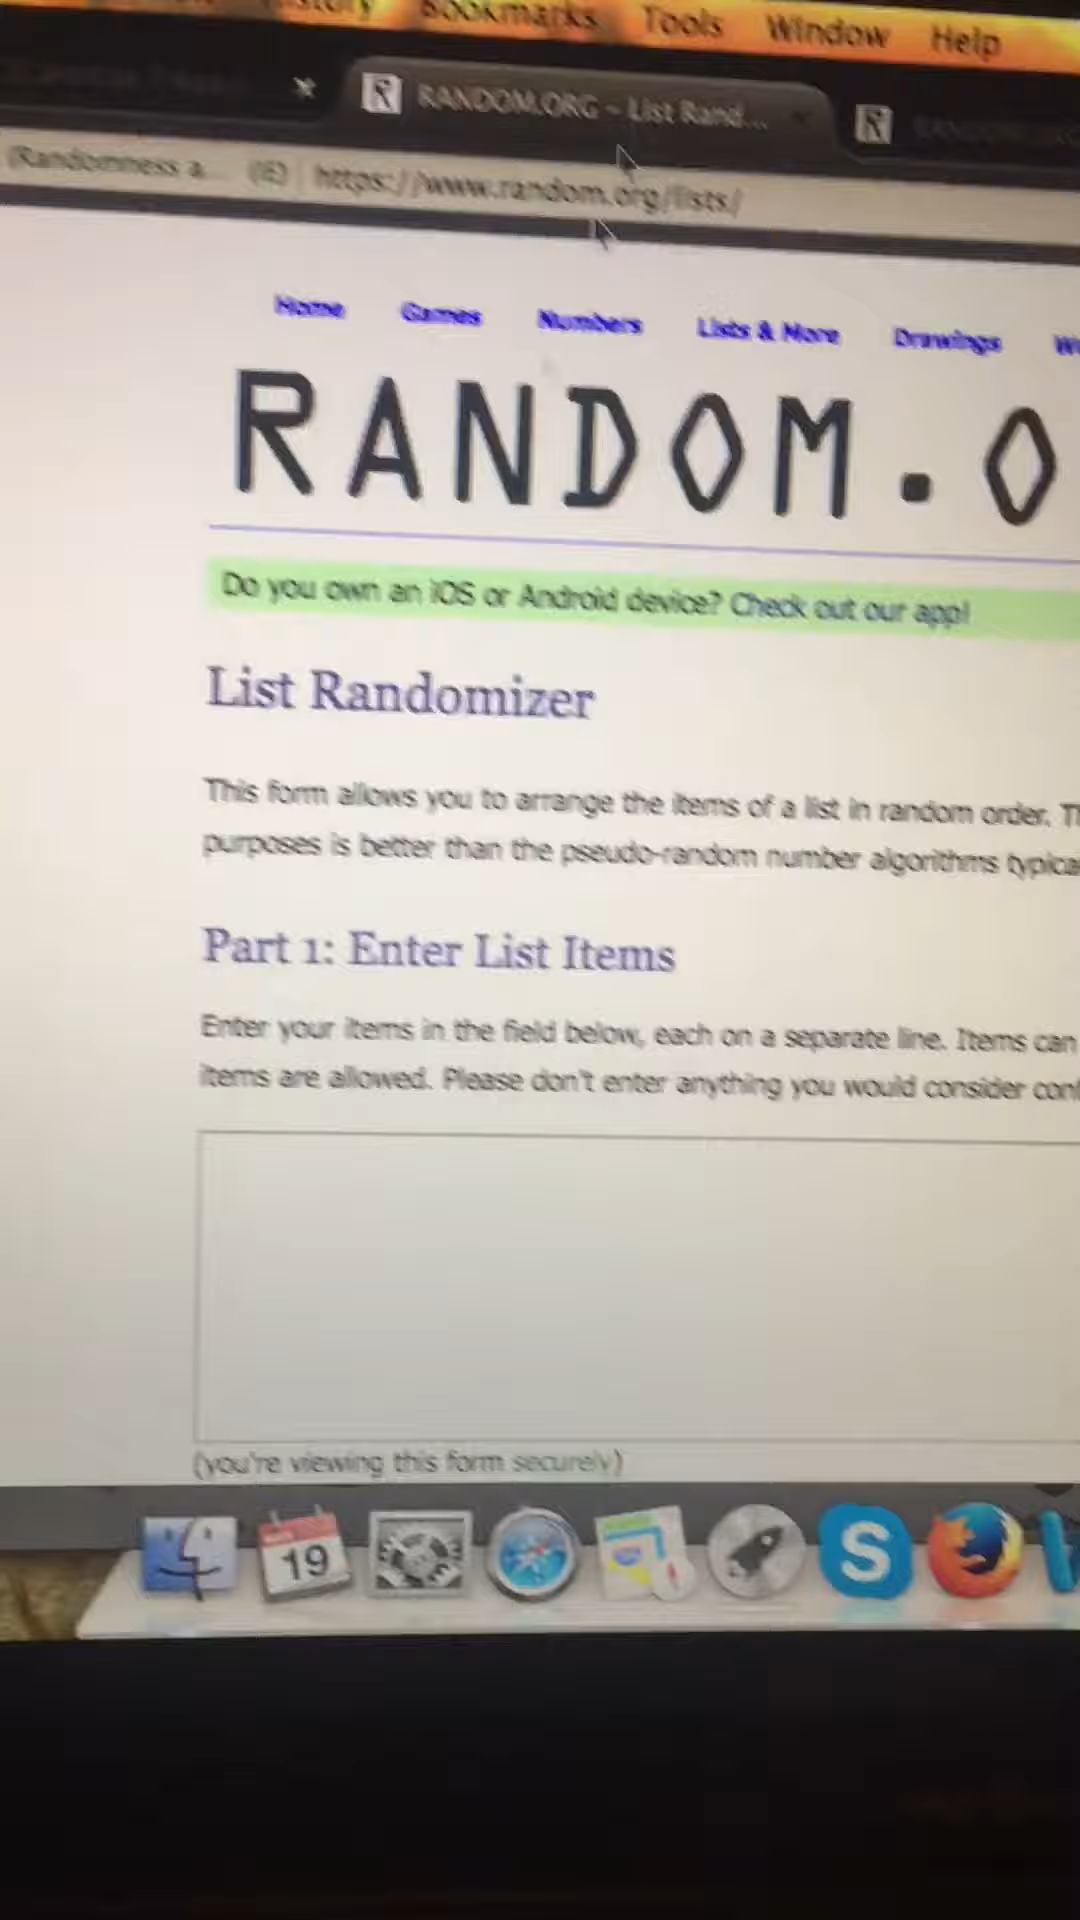 Bookmarks Tools Window Help
RANDOM.ORG - List Rand...
(Randomness a... (IE) https://www.random.org/lists/
Home Games Numbers Lists & More Drawings
RANDOM.O
Do you own an iOS or Android device? Check out our app!
List Randomizer
This form allows you to arrange the items of a list in random order.
purposes is better than the pseudo-random number algorithms
Part 1: Enter List Items
Enter your items in the field below, each on a separate line. Items can
items are allowed. Please don't enter anything you would consider
(you're viewing this form securely)
19